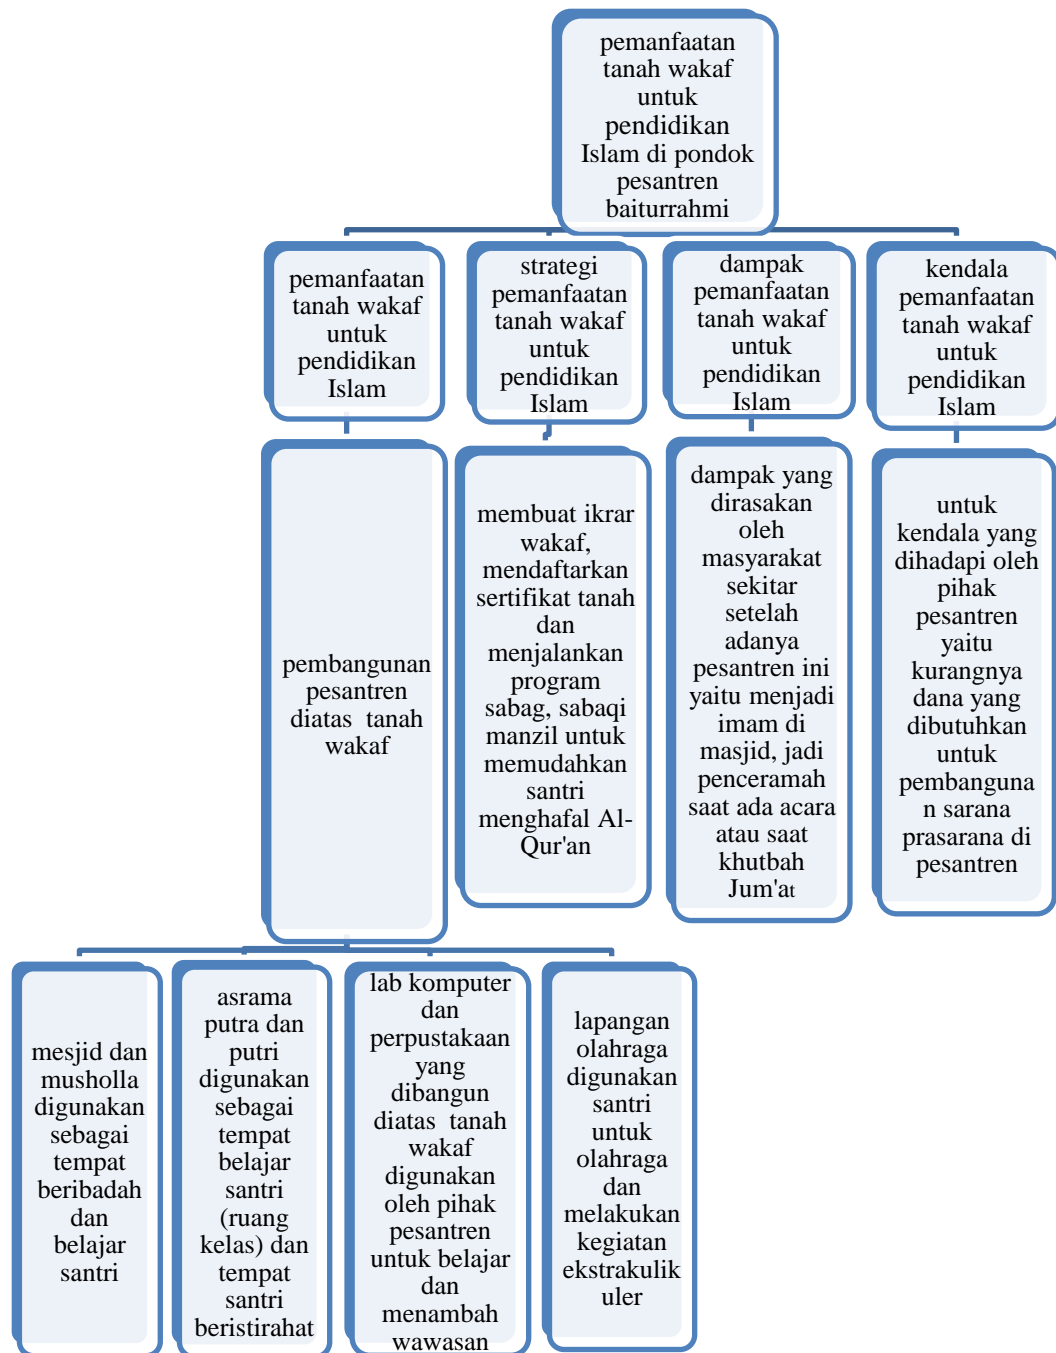 pemanfaatan
tanah wakaf
untuk
pendidikan
Islam di pondok
pesantren
baiturrahmi
pemanfaatan
tanah wakaf
untuk
pendidikan
Islam
strategi
pemanfaatan
tanah wakaf
untuk
pendidikan
Islam
dampak
pemanfaatan
tanah wakaf
untuk
pendidikan
Islam
kendala
pemanfaatan
tanah wakaf
untuk
pendidikan
Islam
pembangunan
pesantren
diatas tanah
wakaf
membuat ikrar
wakaf,
mendaftarkan
sertifikat tanah
dan
menjalankan
program
sabag, sabaqi
manzil untuk
memudahkan
santri
menghafal Al-
Qur'an
dampak yang
dirasakan
oleh
masyarakat
sekitar
setelah
adanya
pesantren ini
yaitu menjadi
imam di
masjid, jadi
penceramah
saat ada acara
atau saat
khutbah
Jum'at
untuk
kendala yang
dihadapi oleh
pihak
pesantren
yaitu
kurangnya
dana yang
dibutuhkan
untuk
pembanguna
n sarana
prasarana di
pesantren
mesjid dan
musholla
digunakan
sebagai
tempat
beribadah
dan
belajar
santri
asrama
putra dan
putri
digunakan
sebagai
tempat
belajar
santri
(ruang
kelas) dan
tempat
santri
beristirahat
lab komputer
dan
perpustakaan
yang
dibangun
diatas tanah
wakaf
digunakan
oleh pihak
pesantren
untuk belajar
dan
menambah
wawasan
lapangan
olahraga
digunakan
santri
untuk
olahraga
dan
melakukan
kegiatan
ekstrakulik
uler